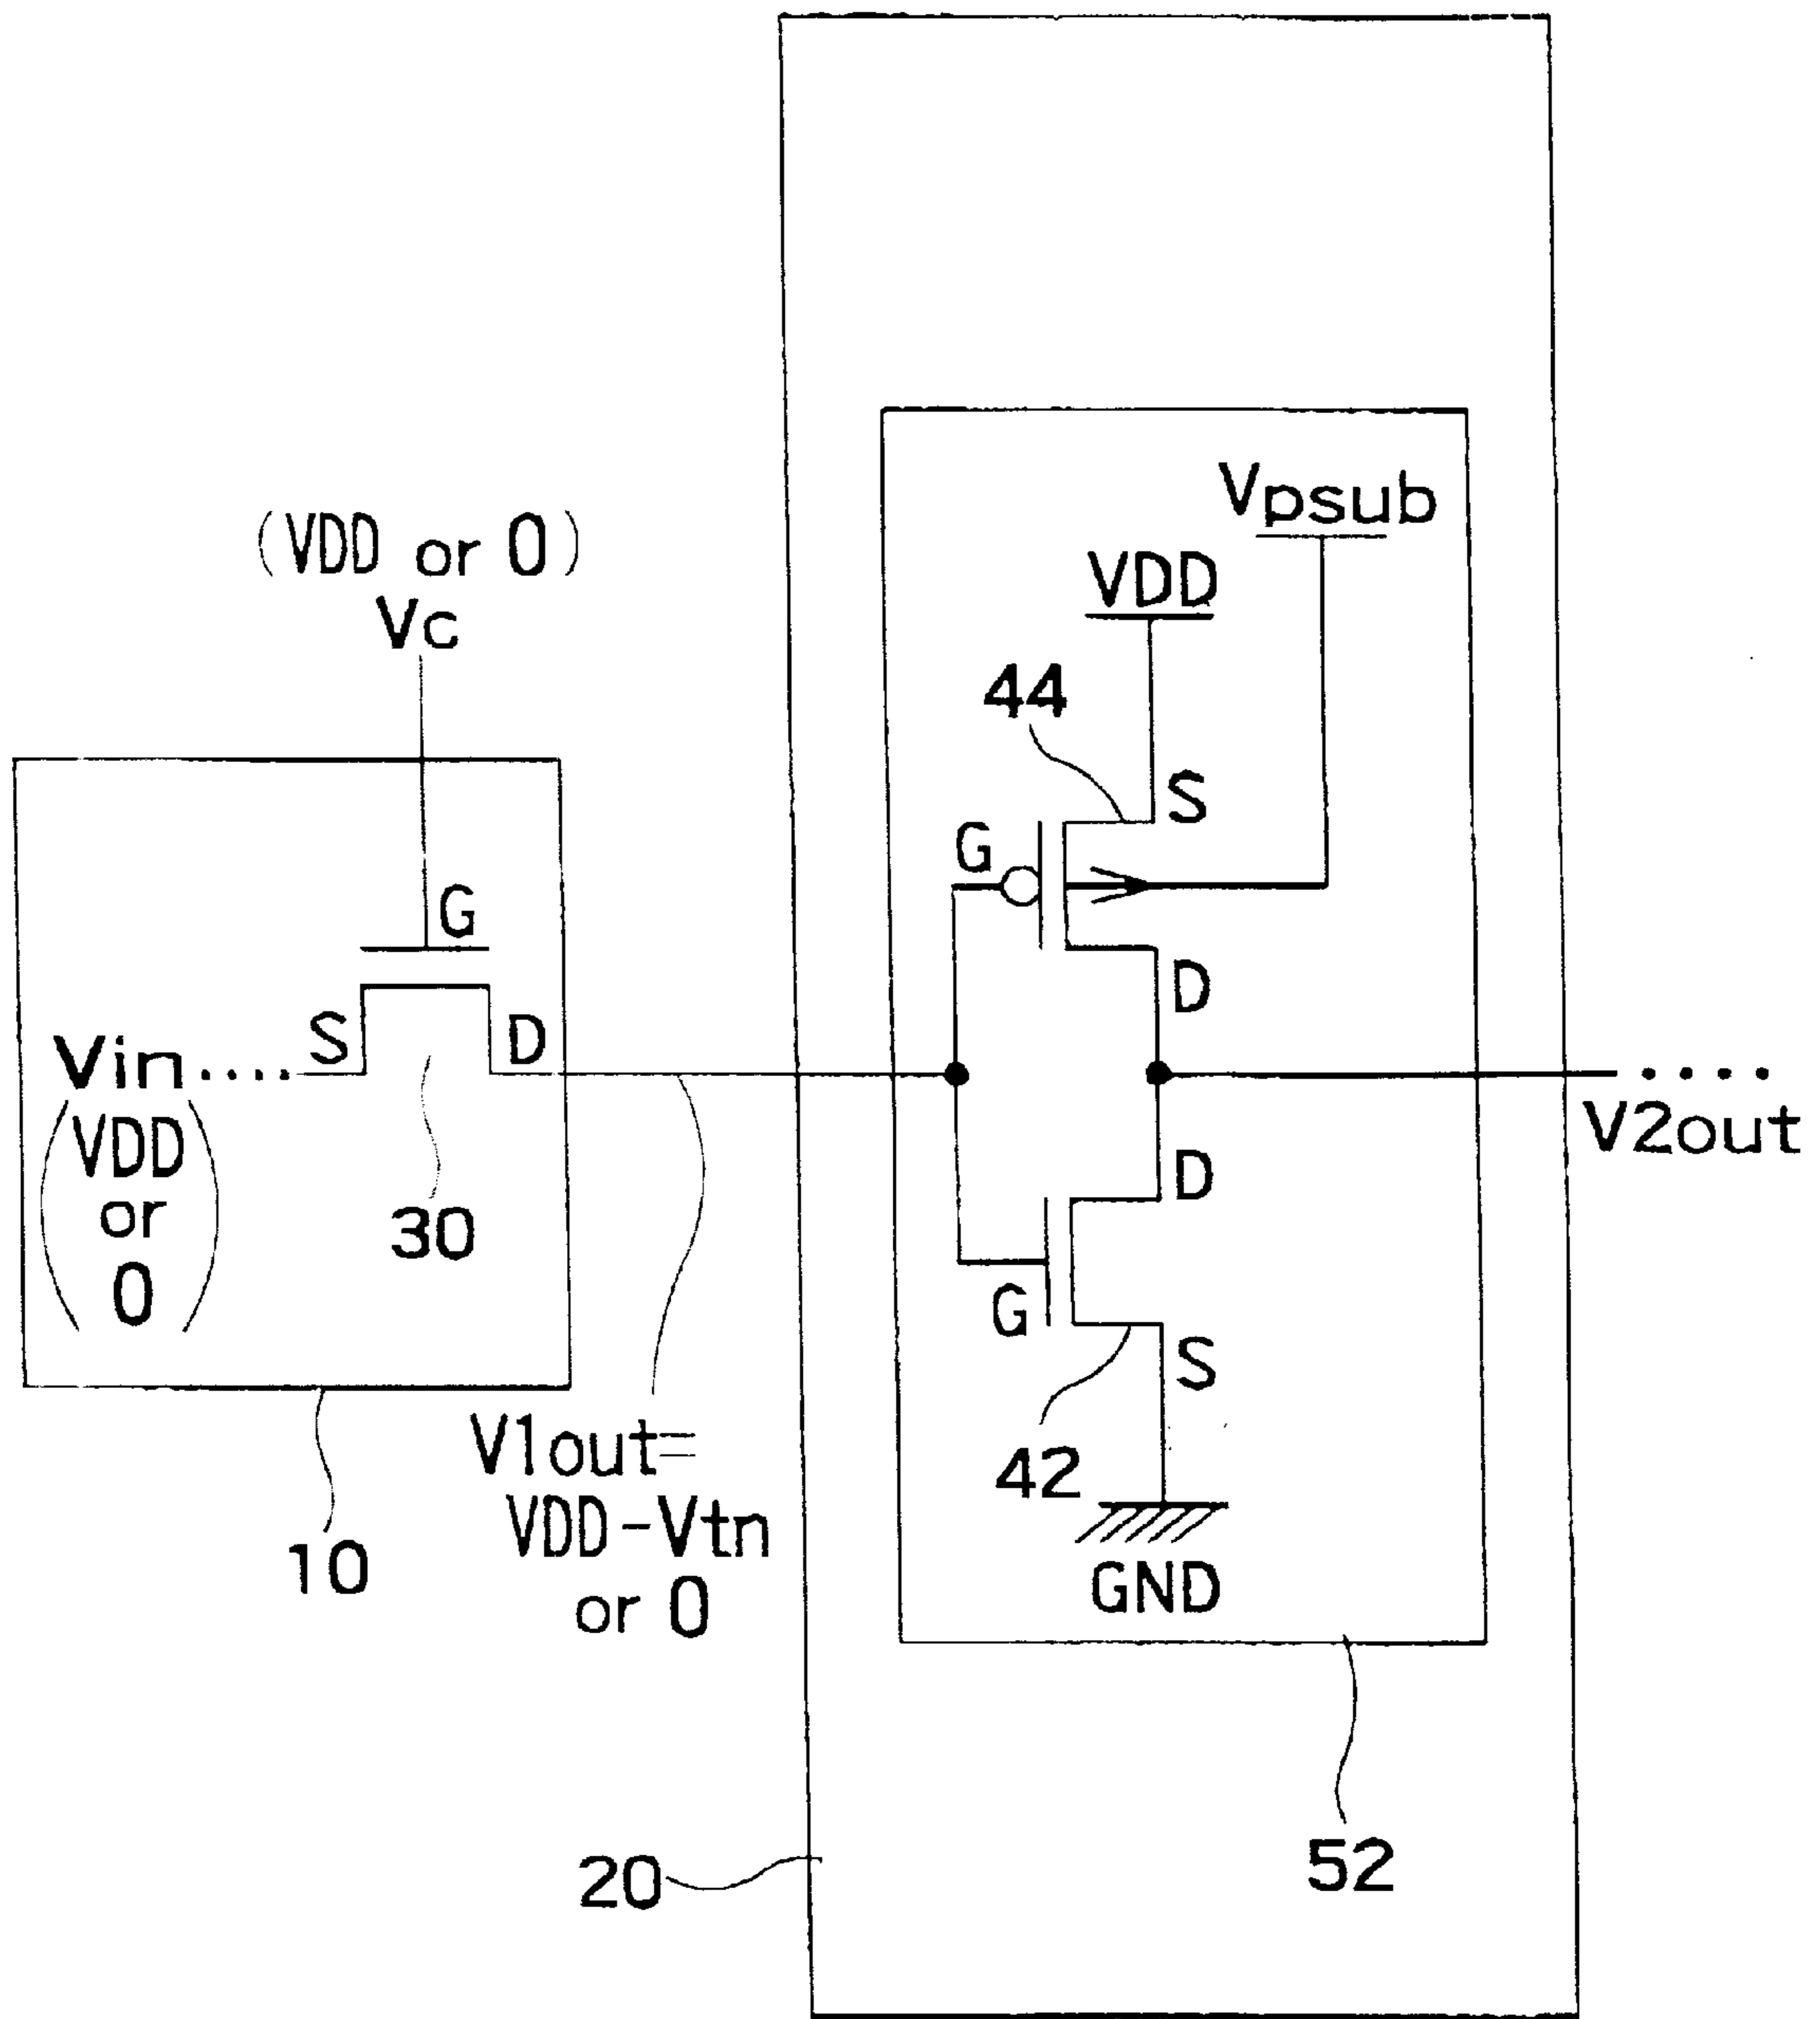 Vpsub
(VDD or 0)
Vc
VDD
44
S
G
G
D
S
D
Vin
(VDD
or
0)
V2out
D
30
G
S
V1out=
VDD-Vtn
or 0
42
10
GND
20
52